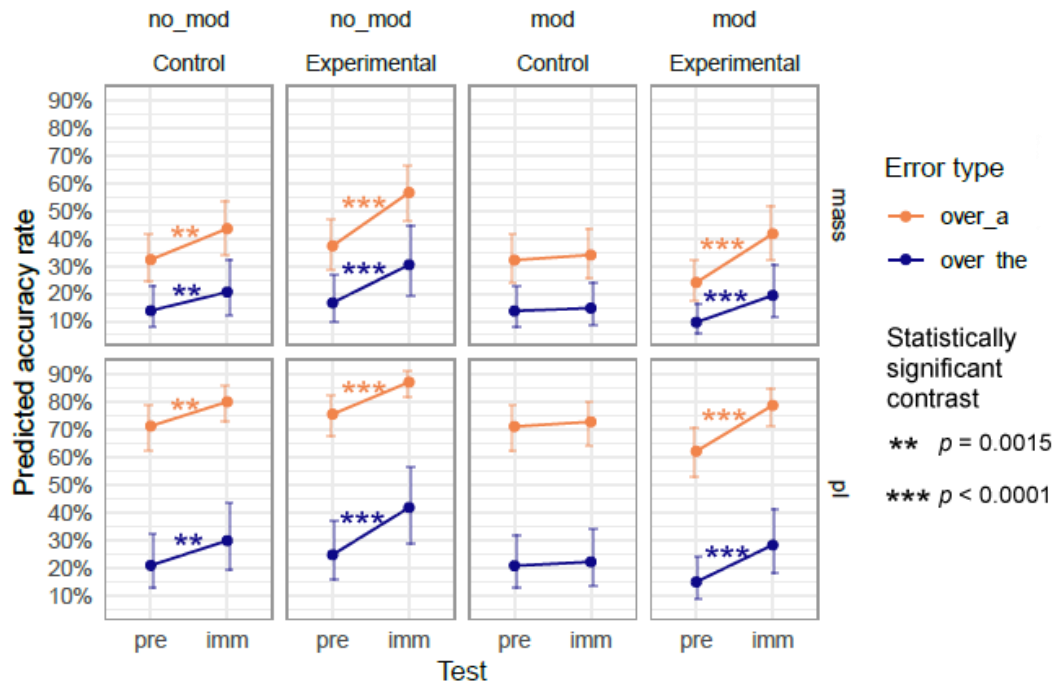 no_mod no_mod mod mod
Control Experimental Control Experimental
Predicted accuracy rate
90%
80%
70%
60%
50%
40%
30%
20%
10%
** *** ***
** *** ***
mass
90%
80%
70%
60%
50%
40%
30%
20%
10%
** *** ***
** *** ***
pl
pre imm pre imm pre imm pre imm
Test
Error type
over_a
over the
Statistically
significant
contrast
** p = 0.0015
*** p < 0.0001